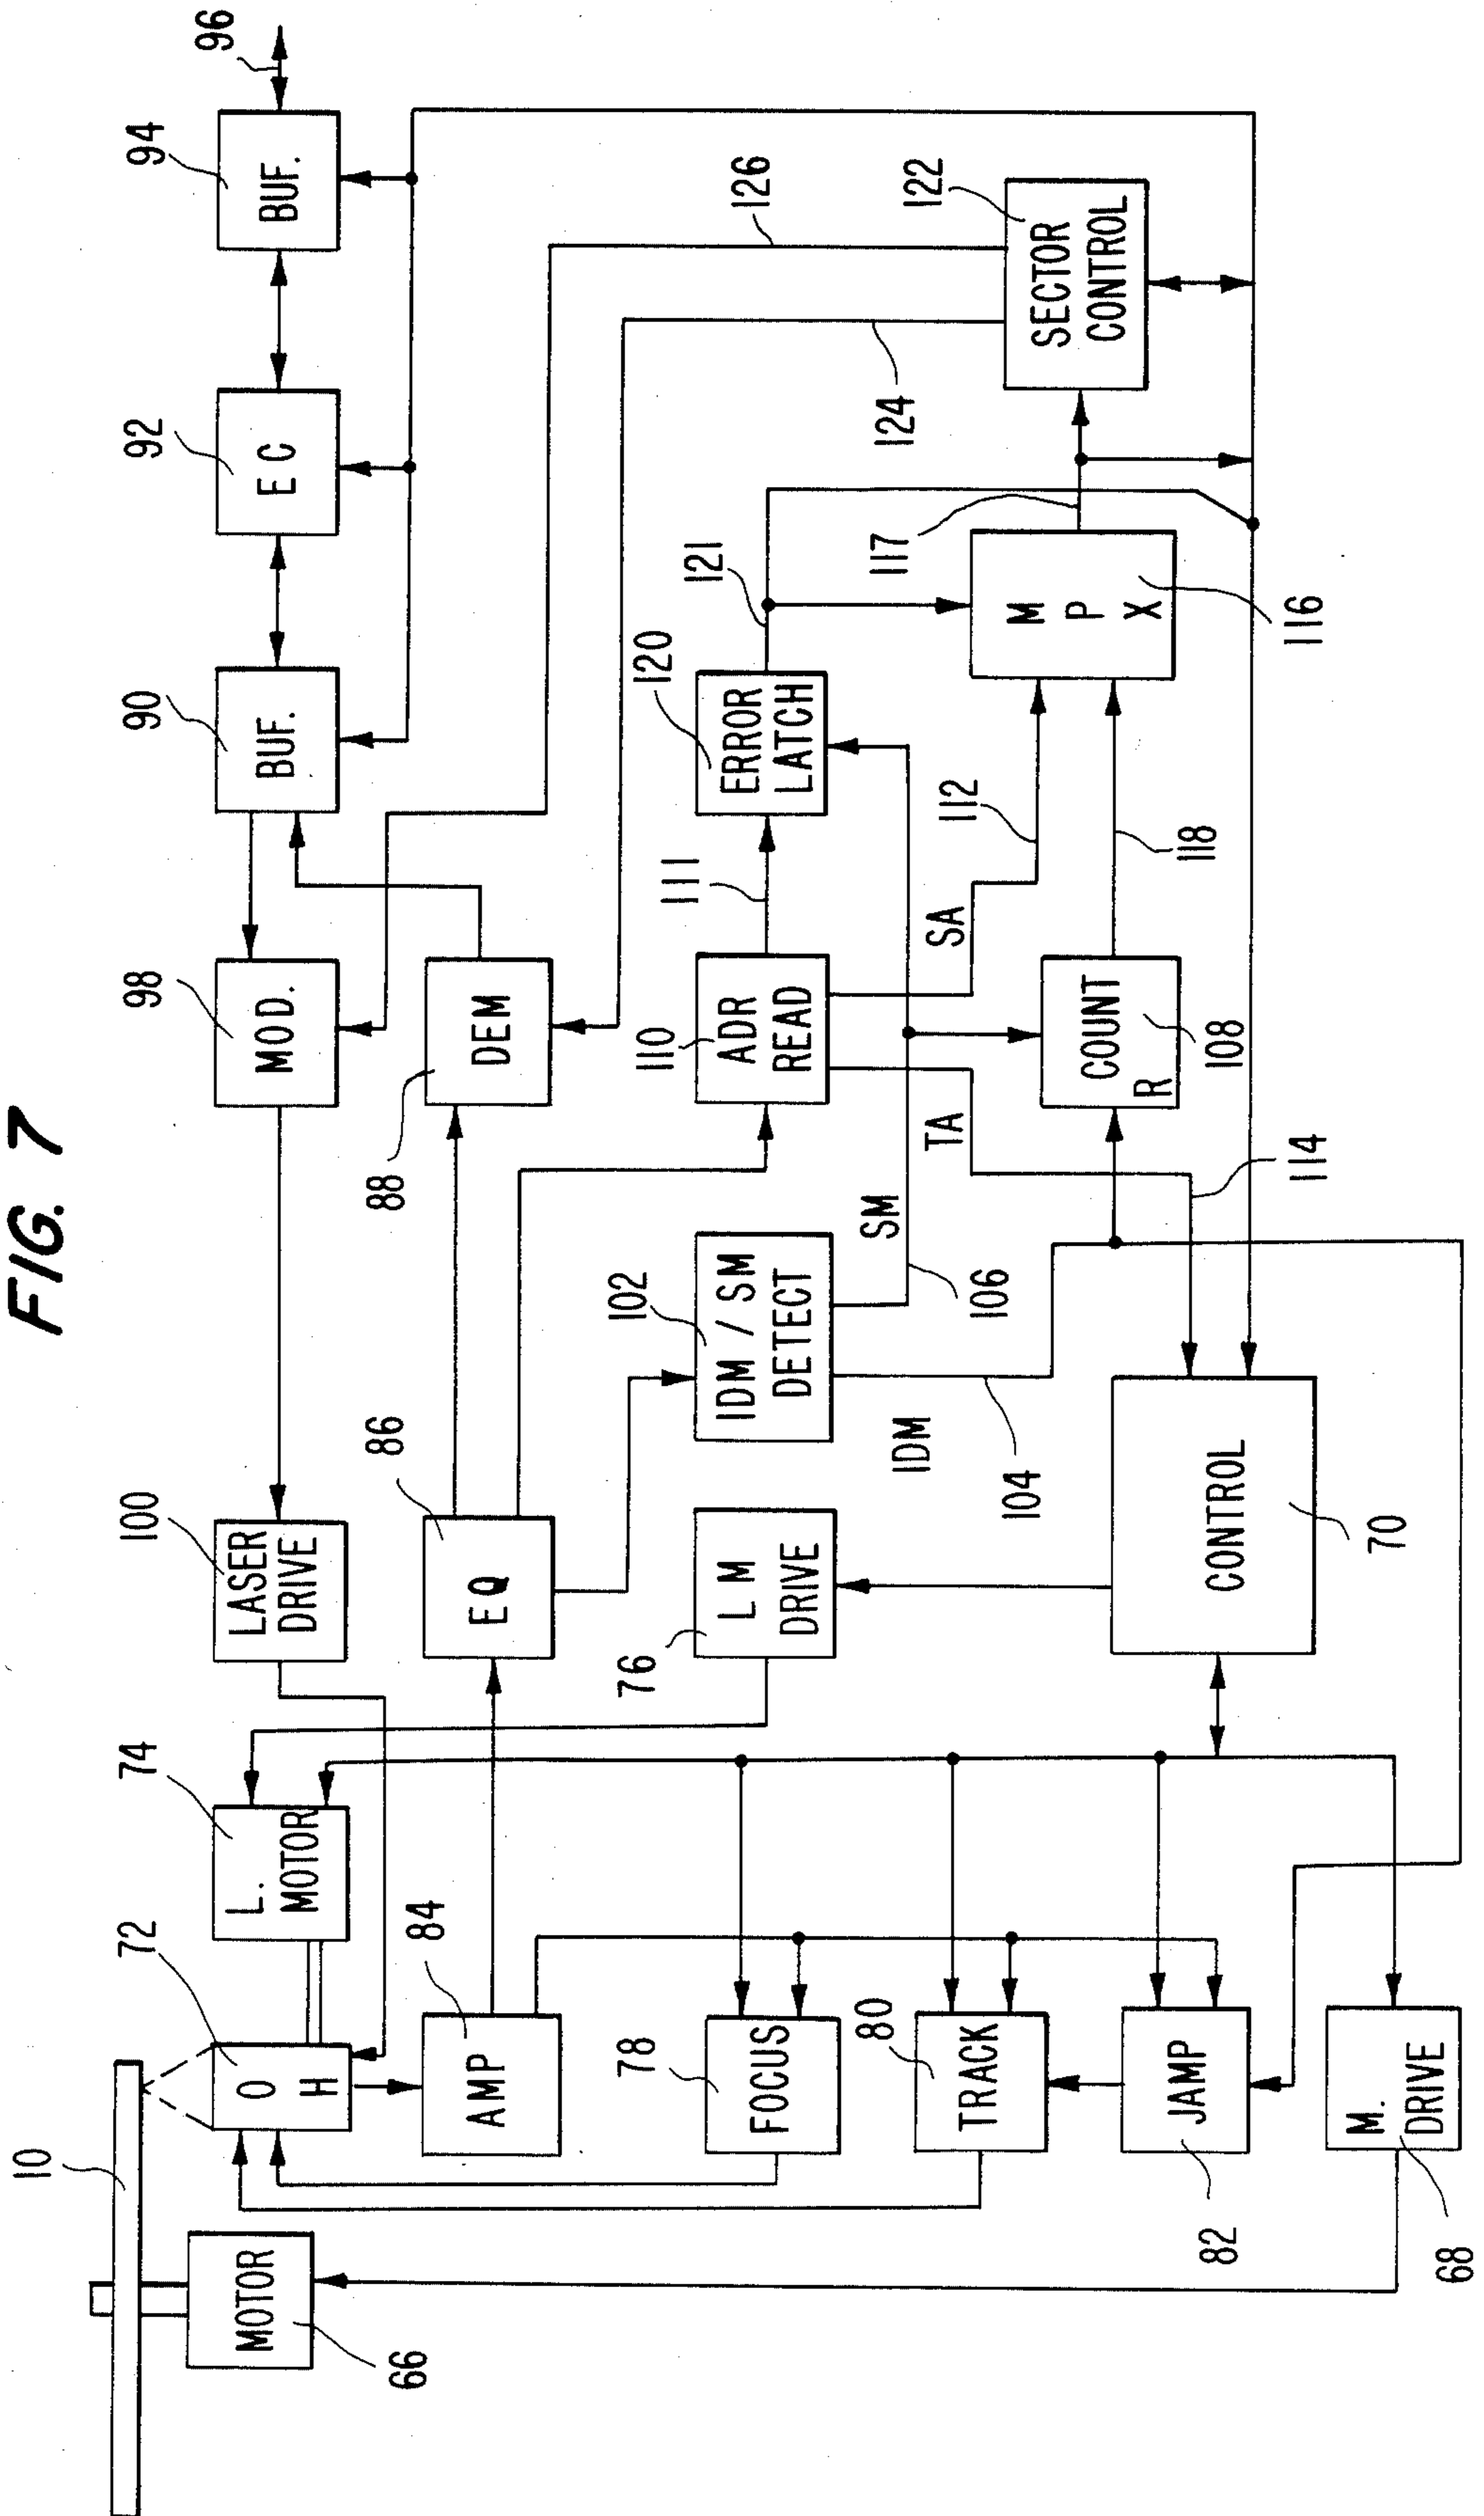 FIG. 7
10
72
74
100
98
90
92
94
96
MOTOR
66
O
H
L.
MOTOR
LASER
DRIVE
MOD.
BUF.
E C
BUF.
84
AMP
86
E Q
88
DEM
126
124
78
FOCUS
76
L M
DRIVE
102
IDM / SM
DETECT
110
ADR
READ
111
120
ERROR
LATCH
121
SM
106
TA
SA
112
117
IDM
104
80
TRACK
COUNT
R
108
118
M
P
X
116
122
SECTOR
CONTROL
114
82
JAMP
CONTROL
70
68
M.
DRIVE